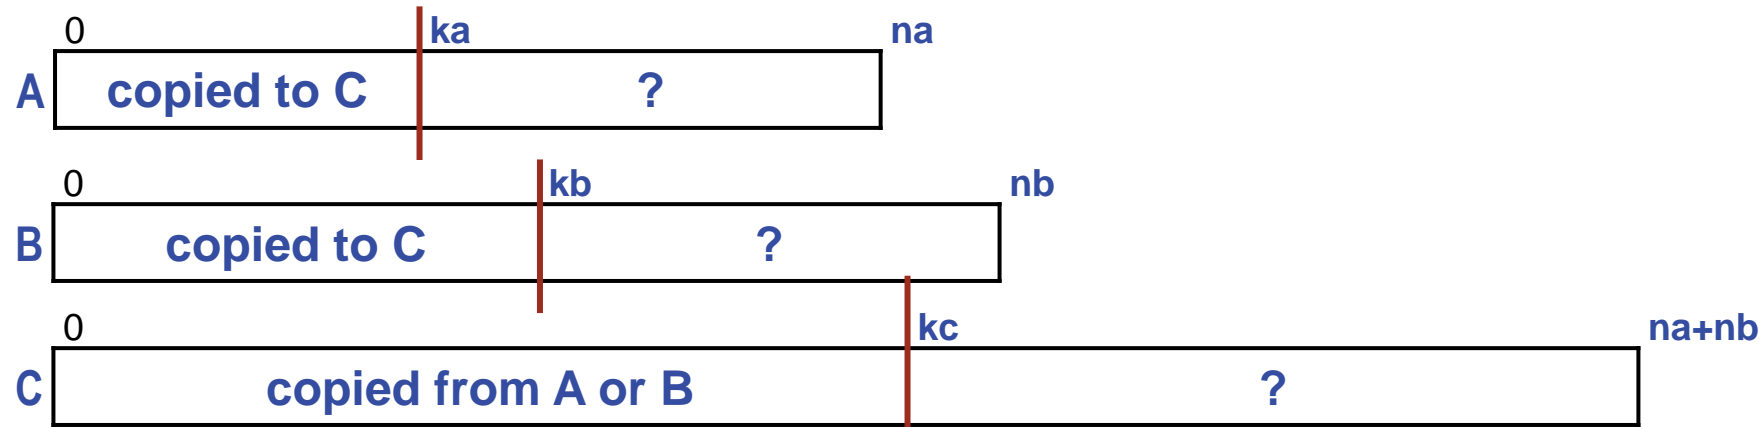 0 ka na
A copied to C ?
0 kb nb
B copied to C ?
0 kc na+nb
C copied from A or B ?